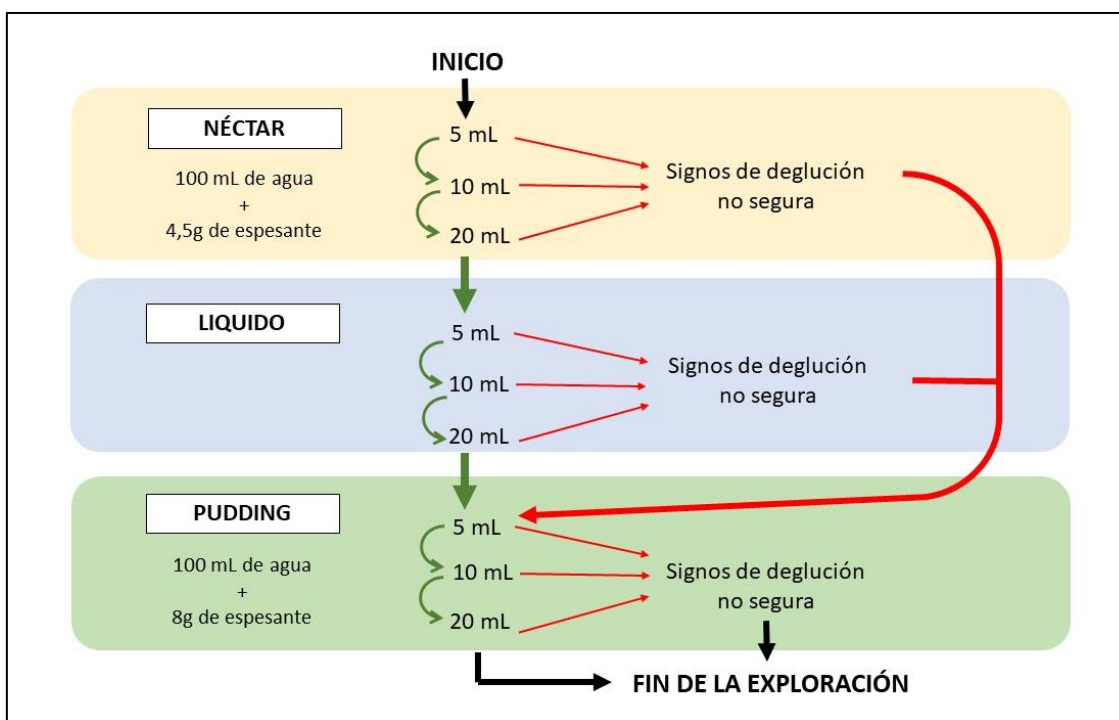 INICIO
NÉCTAR
100 mL de agua
+
4,5g de espesante
5 mL
10 mL
20 mL
Signos de deglución
no segura
LIQUIDO
5 mL
10 mL
20 mL
Signos de deglución
no segura
PUDDING
100 mL de agua
+
8g de espesante
5 mL
10 mL
20 mL
Signos de deglución
no segura
FIN DE LA EXPLORACIÓN